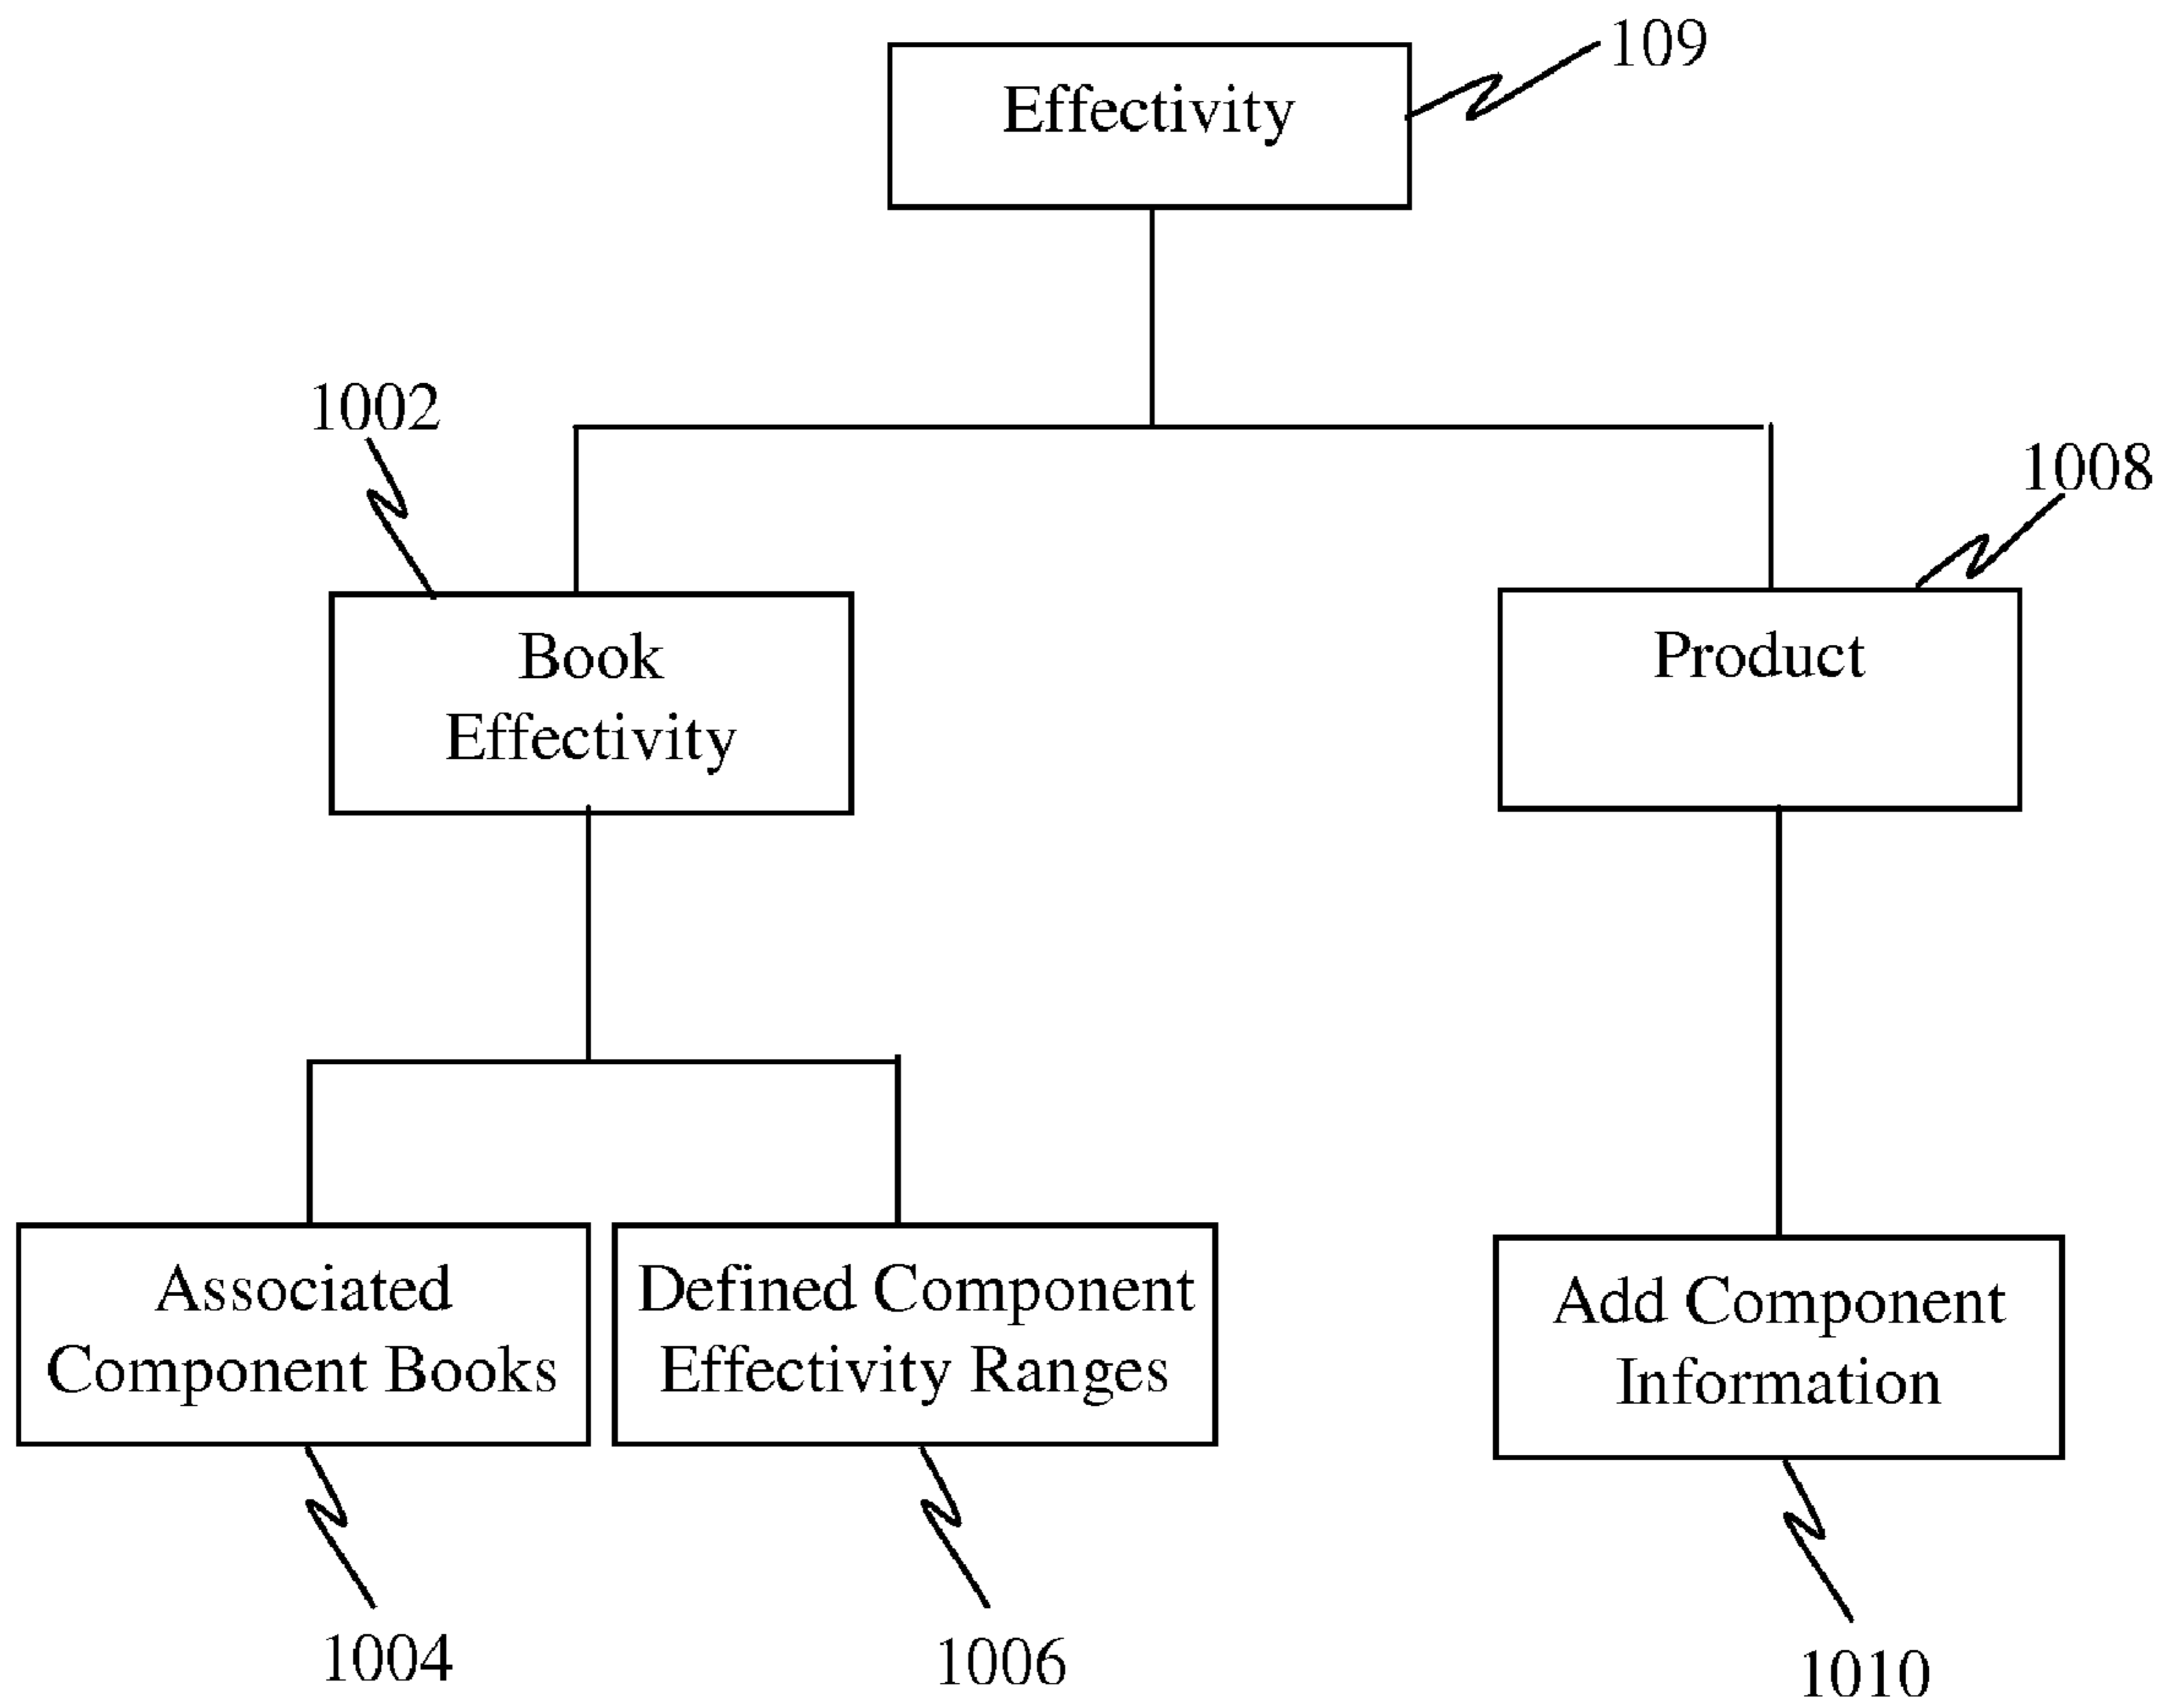 109
Effectivity
1002
1008
Book
Effectivity
Product
Associated
Component Books
Defined Component
Effectivity Ranges
Add Component
Information
1004
1006
1010